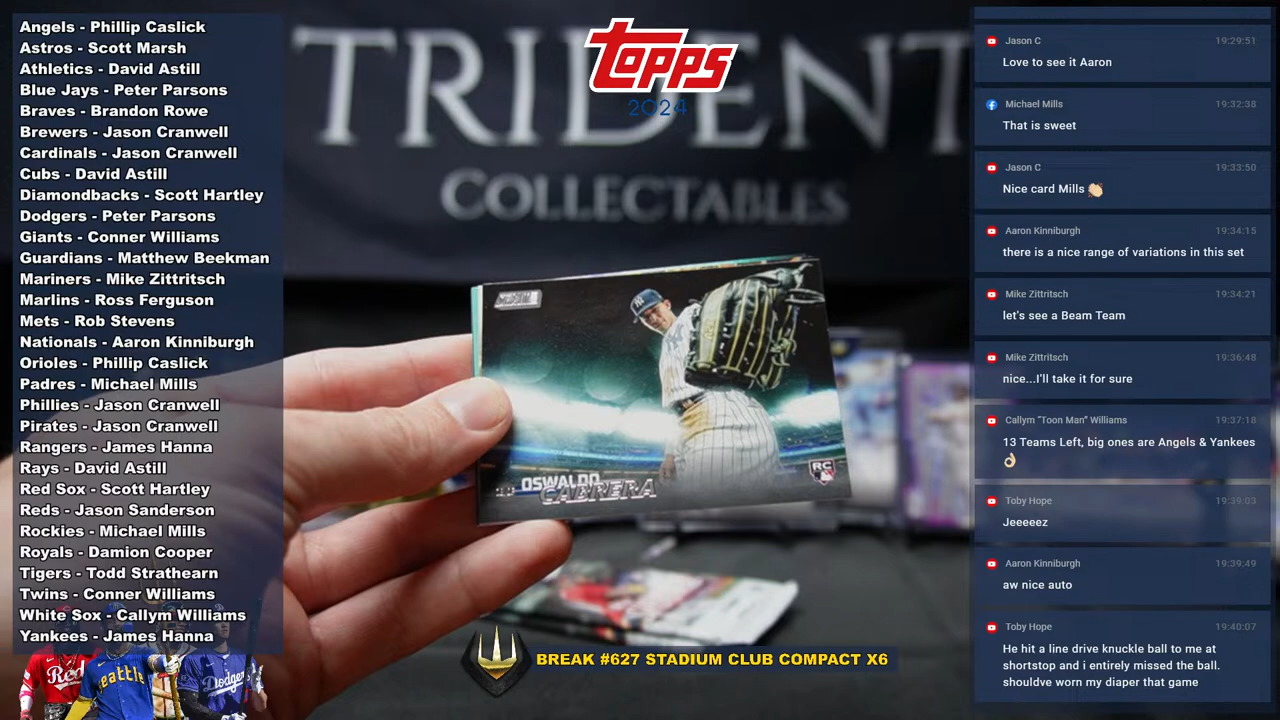 Angels - Phillip Caslick
Astros - Scott Marsh
Athletics - David Astill
Blue Jays - Peter Parsons
Braves - Brandon Rowe
Brewers - Jason Cranwell
Cardinals - Jason Cranwell
Cubs - David Astill
Diamondbacks - Scott Hartley
Dodgers - Peter Parsons
Giants - Conner Williams
Guardians - Matthew Beekman
Mariners - Mike Zittritsch
Marlins - Ross Ferguson
Mets - Rob Stevens
Nationals - Aaron Kinniburgh
Orioles - Phillip Caslick
Padres - Michael Mills
Phillies - Jason Cranwell
Pirates - Jason Cranwell
Rangers - James Hanna
Rays - David Astill
Red Sox - Scott Hartley
Reds - Jason Sanderson
Rockies - Michael Mills
Royals - Damion Cooper
Tigers - Todd Strathearn
Twins - Conner Williams
White Sox - Callym Williams
Yankees - James Hanna
Reds
Seattle
Dodgers
topps
2024
TRIDENT
COLLECTABLES
OSWALDO
CABRERA
RC
BREAK #627 STADIUM CLUB COMPACT X6
Jason C 19:29:51
Love to see it Aaron
Michael Mills 19:32:38
That is sweet
Jason C 19:33:50
Nice card Mills 👏🏻
Aaron Kinniburgh 19:34:15
there is a nice range of variations in this set
Mike Zittritsch 19:34:21
let's see a Beam Team
Mike Zittritsch 19:36:48
nice...I'll take it for sure
Callym “Toon Man” Williams 19:37:18
13 Teams Left, big ones are Angels & Yankees
👌🏻
Toby Hope 19:39:03
Jeeeeez
Aaron Kinniburgh 19:39:49
aw nice auto
Toby Hope 19:40:07
He hit a line drive knuckle ball to me at
shortstop and i entirely missed the ball.
shouldve worn my diaper that game